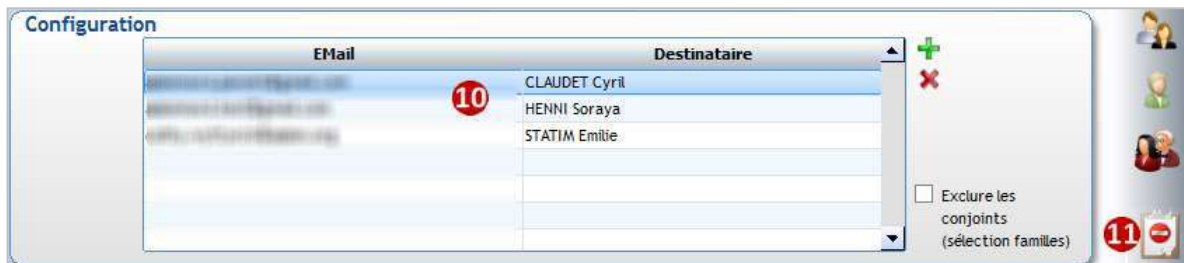 Configuration
EMail Destinataire
CLAUDET Cyril
10
HENNI Soraya
STATIM Emilie
Exclure les
conjoints
(sélection familles)
11